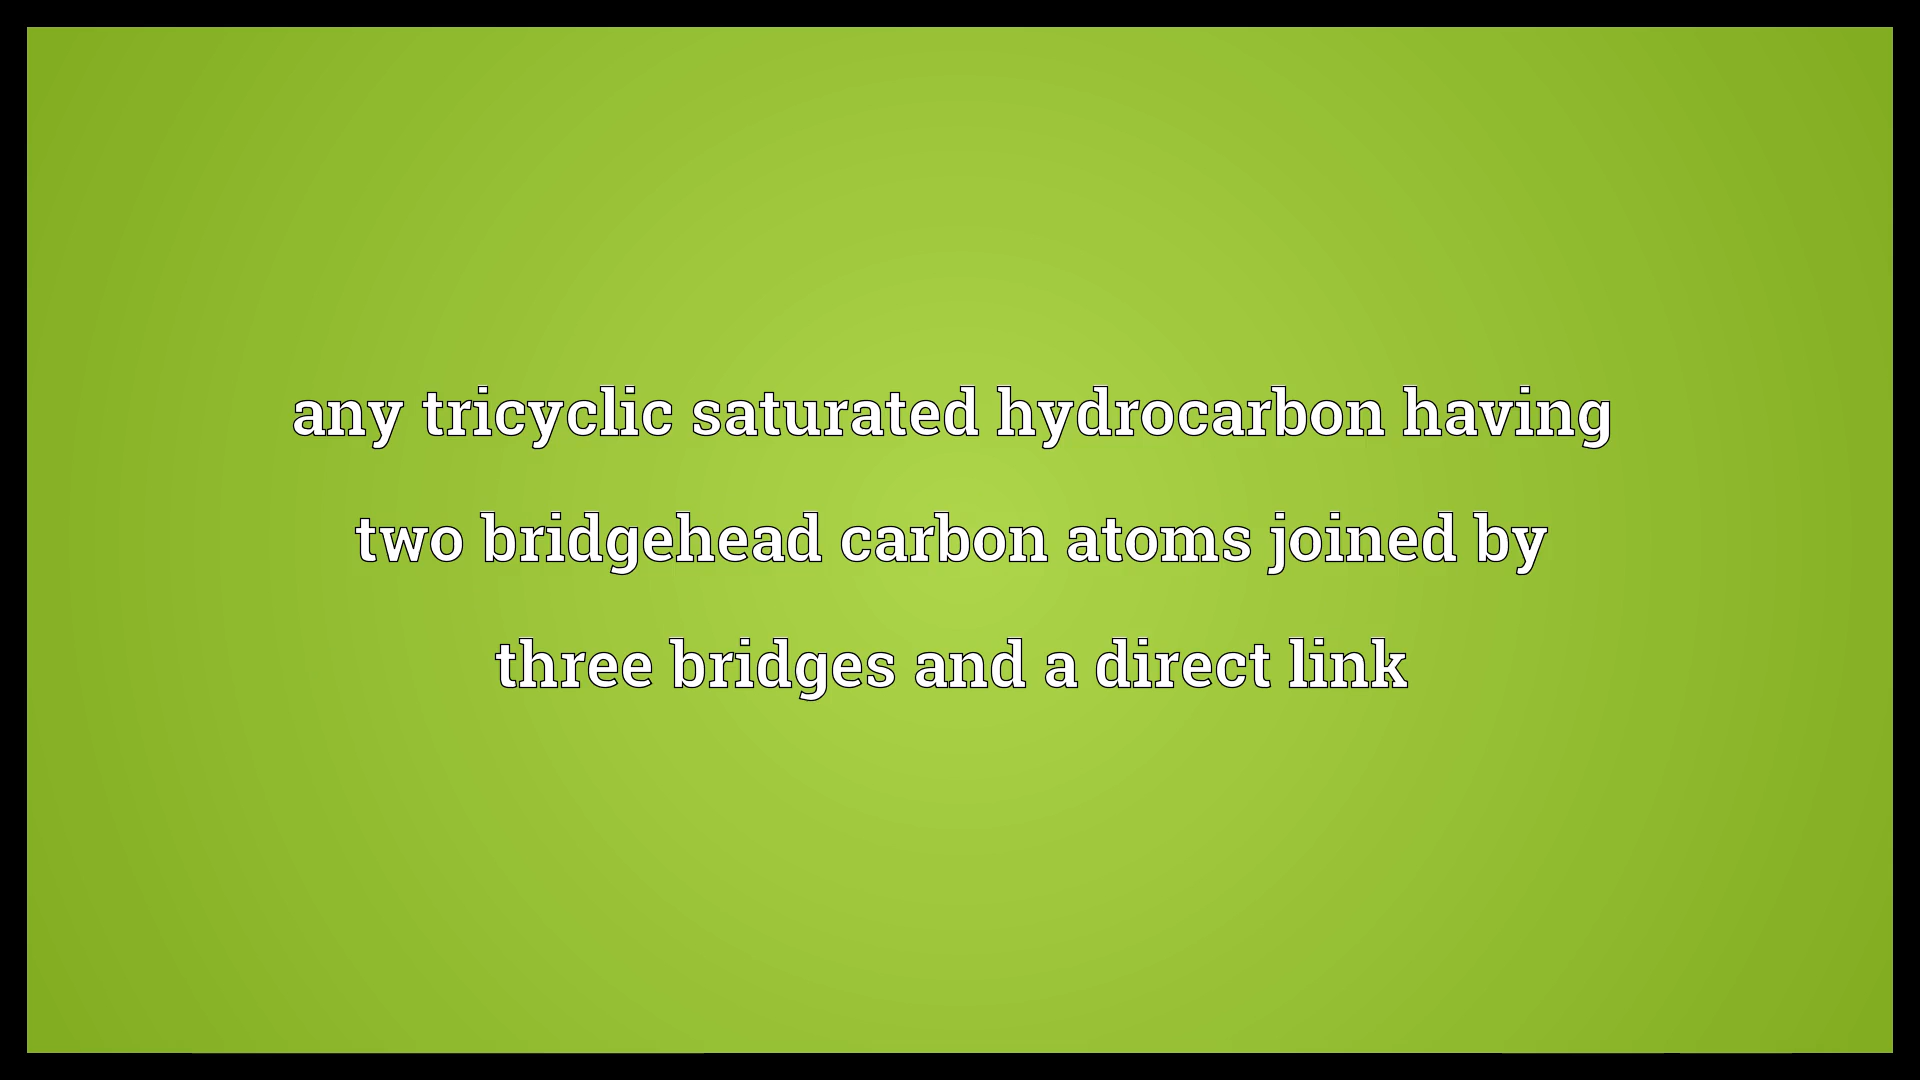 any tricyclic saturated hydrocarbon having
two bridgehead carbon atoms joined by
three bridges and a direct link